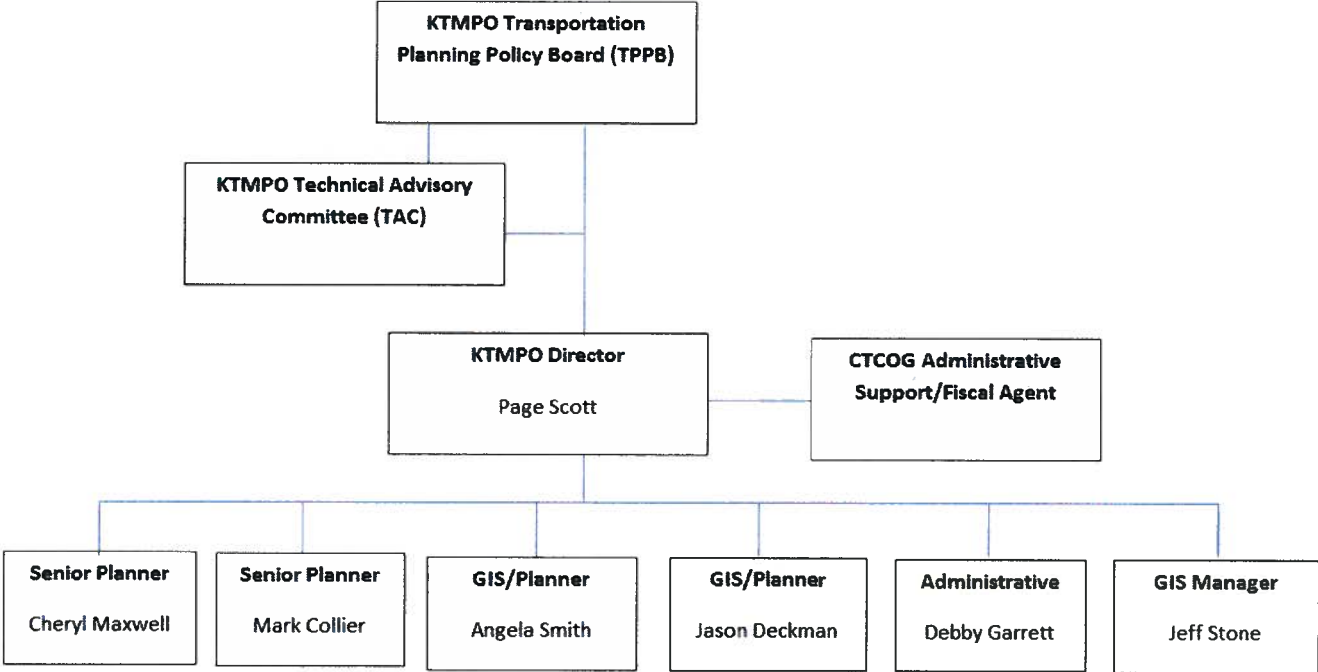 KTMPO Transportation
Planning Policy Board (TPPB)
KTMPO Technical Advisory
Committee (TAC)
KTMPO Director
Page Scott
CTCOG Administrative
Support/Fiscal Agent
Senior Planner
Cheryl Maxwell
Senior Planner
Mark Collier
GIS/Planner
Angela Smith
GIS/Planner
Jason Deckman
Administrative
Debby Garrett
GIS Manager
Jeff Stone